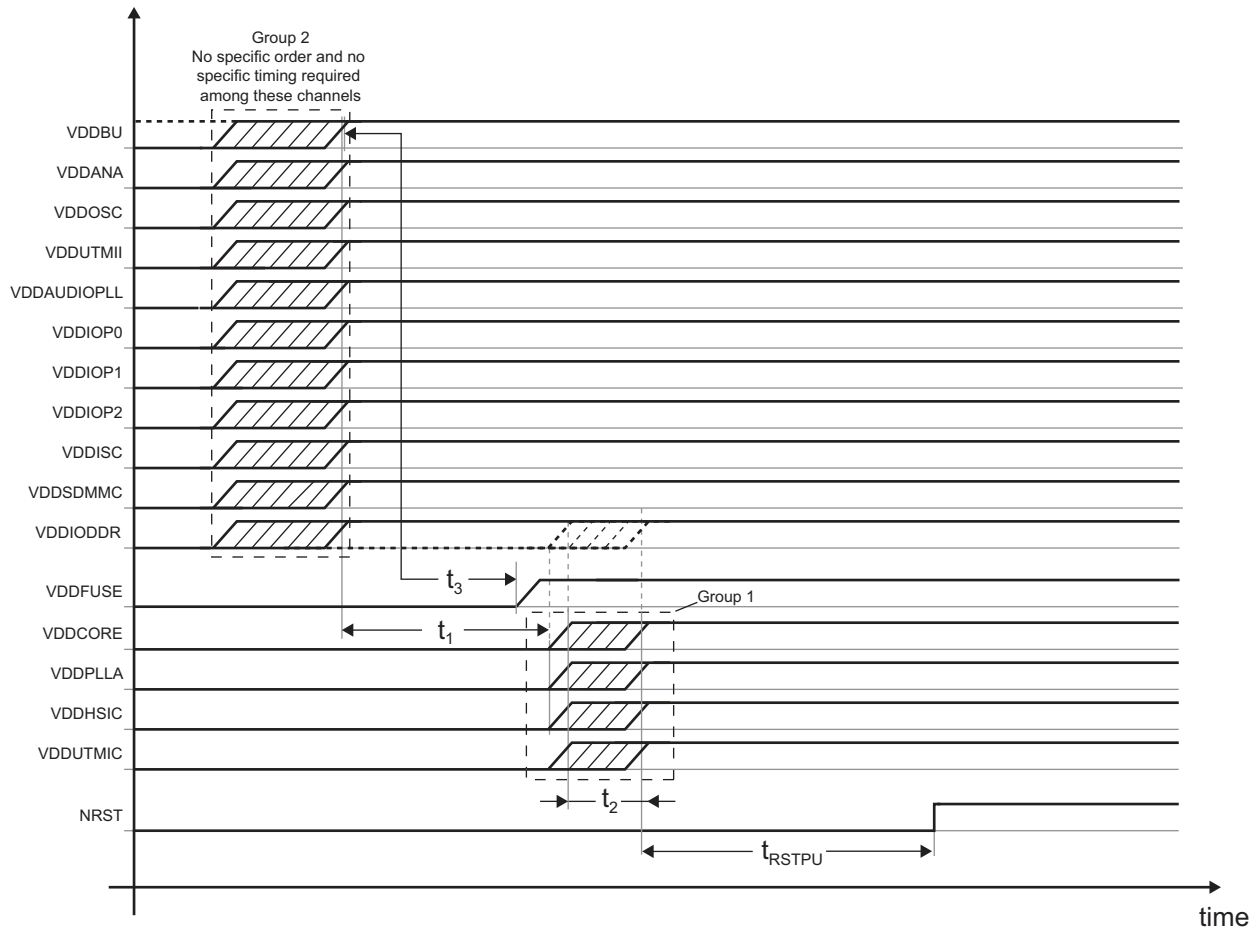 Group 2
No specific order and no
specific timing required
among these channels
VDDBU
VDDANA
VDDOSC
VDDUTMII
VDDAUDIOPLL
VDDIOP0
VDDIOP1
VDDIOP2
VDDISC
VDDSDMMC
VDDIODDR
t3
VDDFUSE
Group 1
VDDCORE
t1
VDDPLLA
VDDHSIC
VDDUTMIC
t2
NRST
tRSTPU
time